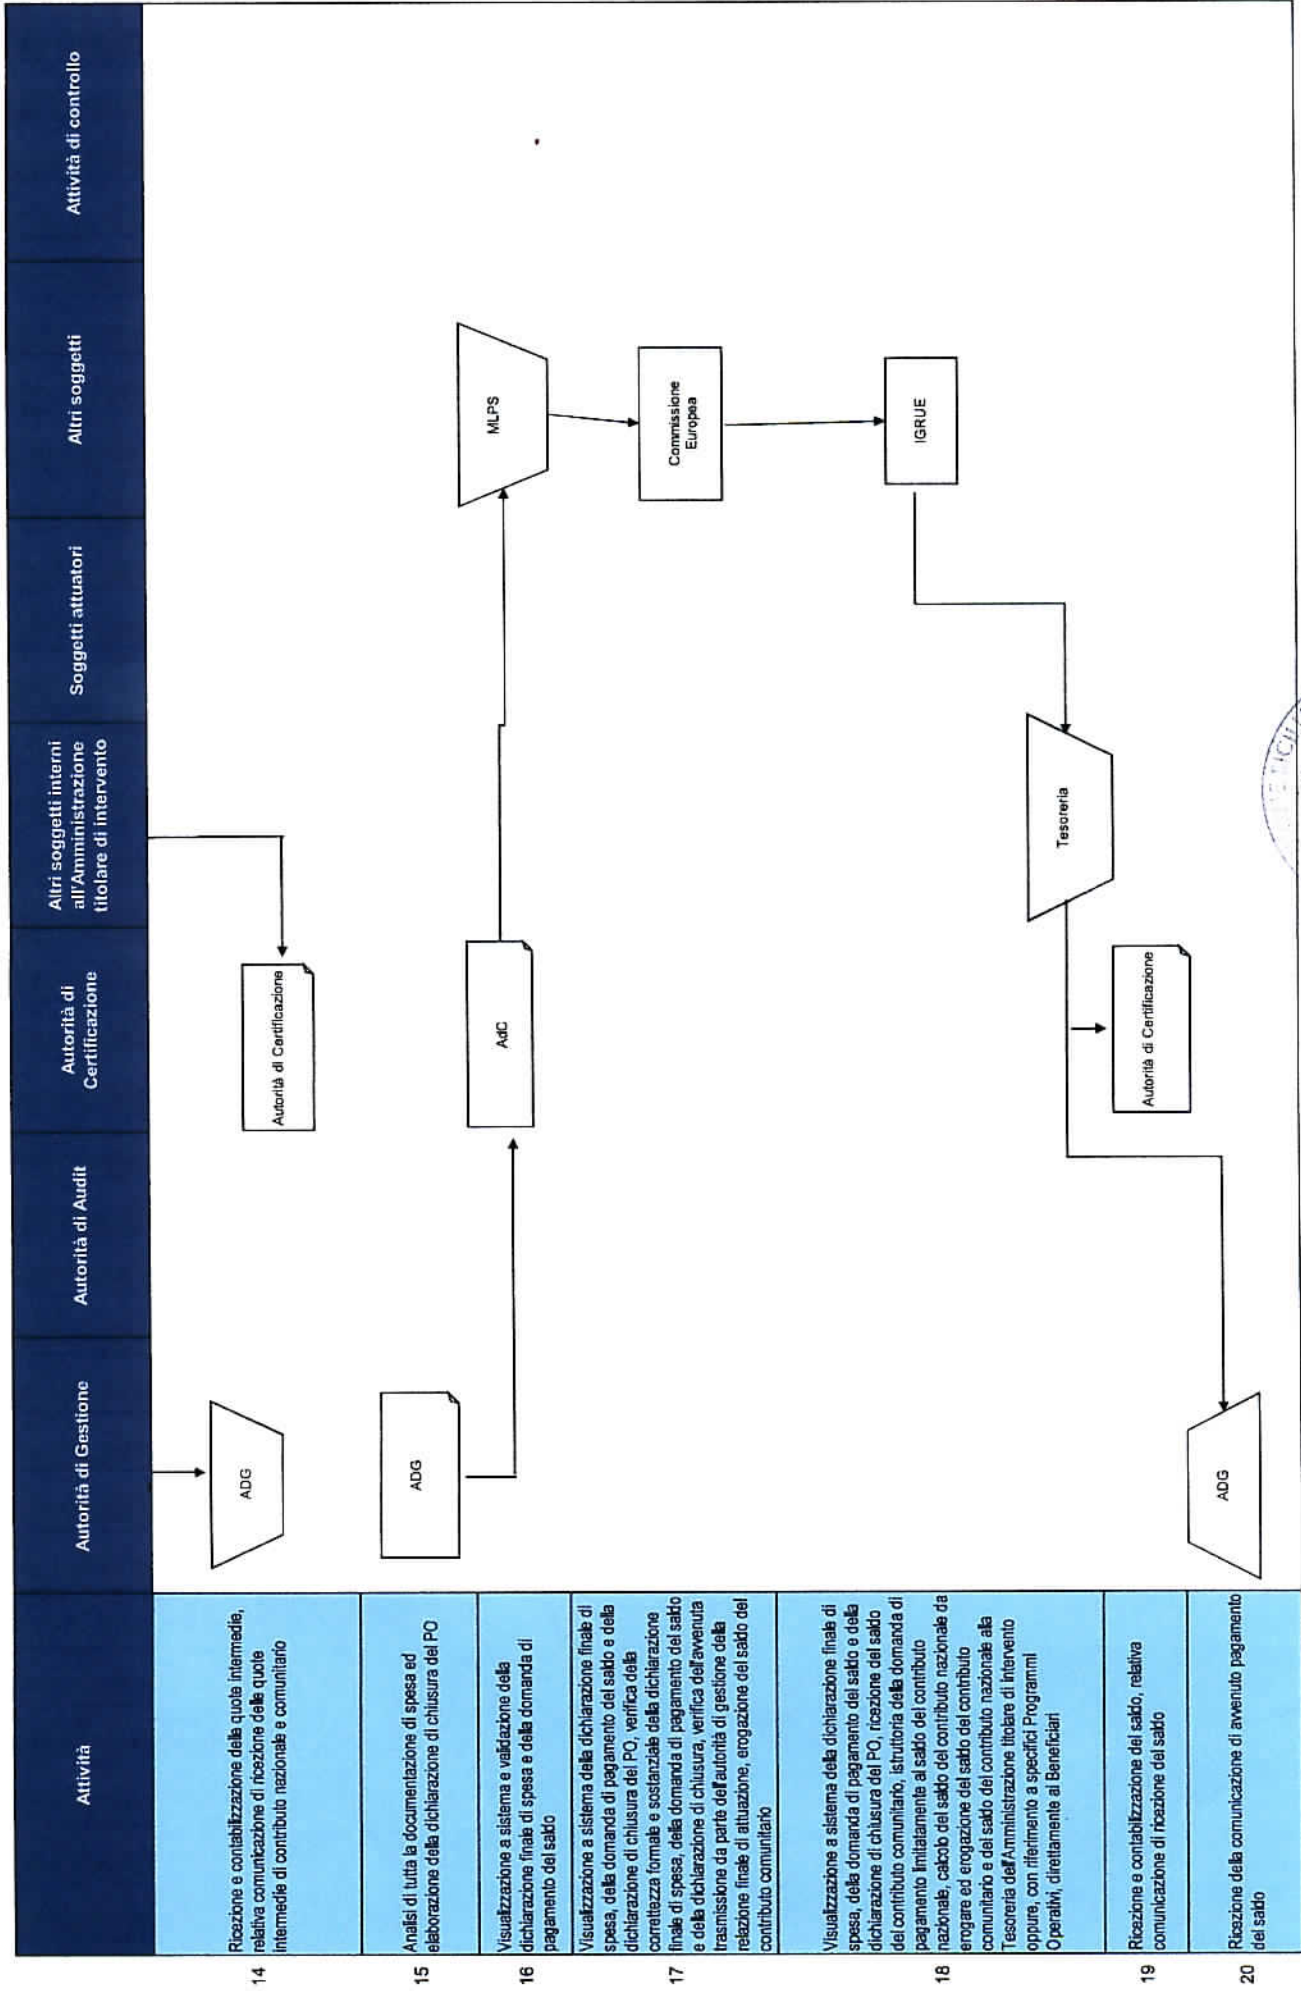 Attività
Autorità di Gestione
Autorità di Audit
Autorità di
Certificazione
Altri soggetti interni
all'Amministrazione
titolare di intervento
Soggetti attuatori
Altri soggetti
Attività di controllo
14
Ricezione e contabilizzazione delle quote intermedie,
relativa comunicazione di ricezione delle quote
intermedie di contributo nazionale e comunitario
ADG
Autorità di Certificazione
15
Analisi di tutta la documentazione di spesa ed
elaborazione della dichiarazione di chiusura del PO
ADG
16
Visualizzazione a sistema e validazione della
dichiarazione finale di spesa e della domanda di
pagamento del saldo
AdC
MLPS
17
Visualizzazione a sistema della dichiarazione finale di
spesa, della domanda di pagamento del saldo e della
dichiarazione di chiusura del PO, verifica della
correttezza formale e sostanziale della dichiarazione
finale di spesa, della domanda di pagamento del saldo
e della dichiarazione di chiusura, verifica dell'avvenuta
trasmissione da parte dell'autorità di gestione della
relazione finale di attuazione, erogazione del saldo del
contributo comunitario
Commissione
Europea
18
Visualizzazione a sistema della dichiarazione finale di
spesa, della domanda di pagamento del saldo e della
dichiarazione di chiusura del PO, ricezione del saldo
del contributo comunitario, istruttoria della domanda di
pagamento limitatamente al saldo del contributo
nazionale, calcolo del saldo del contributo nazionale da
erogare ed erogazione del saldo del contributo
comunitario e del saldo del contributo nazionale alla
Tesoreria dell'Amministrazione titolare di intervento
oppure, con riferimento a specifici Programmi
Operativi, direttamente ai Beneficiari
IGRUE
Tesoreria
19
Ricezione e contabilizzazione del saldo, relativa
comunicazione di ricezione del saldo
Autorità di Certificazione
20
Ricezione della comunicazione di avvenuto pagamento
del saldo
ADG